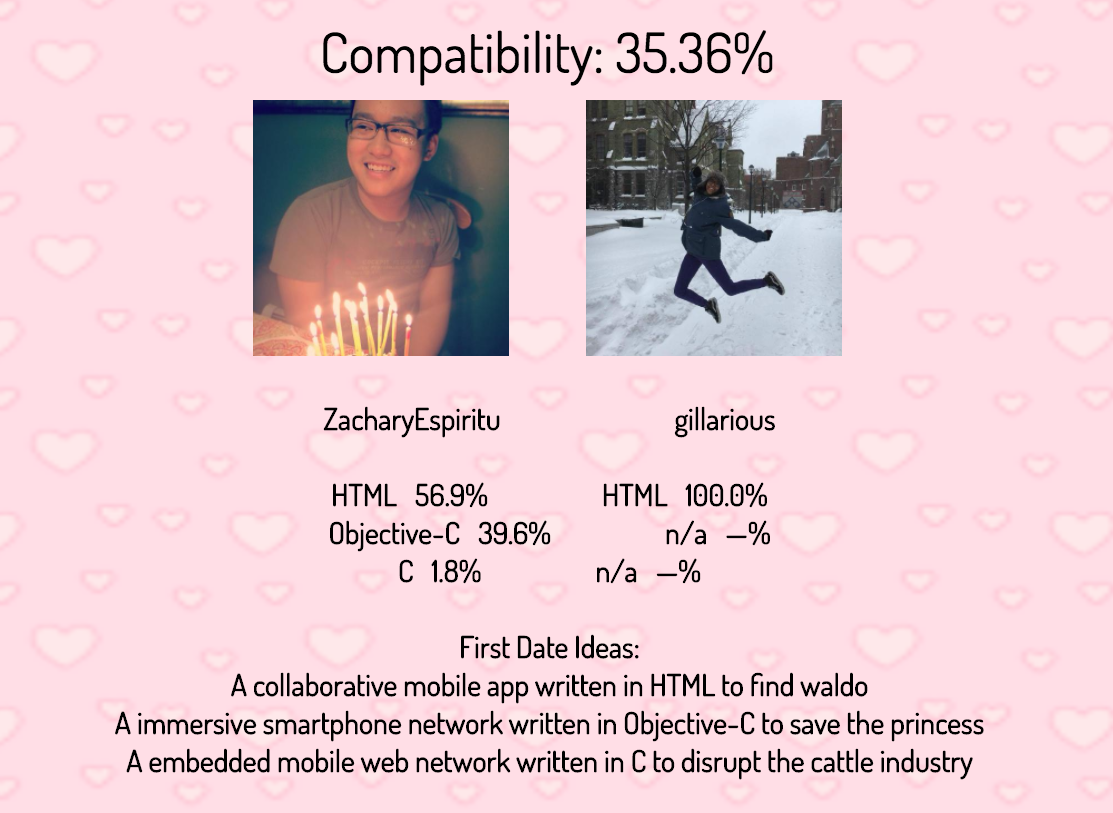 Compatibility: 35.36%
ZacharyEspiritu gillarious
HTML 56.9% HTML 100.0%
Objective-C 39.6% n/a —%
C 1.8% n/a —%
First Date Ideas:
A collaborative mobile app written in HTML to find waldo
A immersive smartphone network written in Objective-C to save the princess
A embedded mobile web network written in C to disrupt the cattle industry